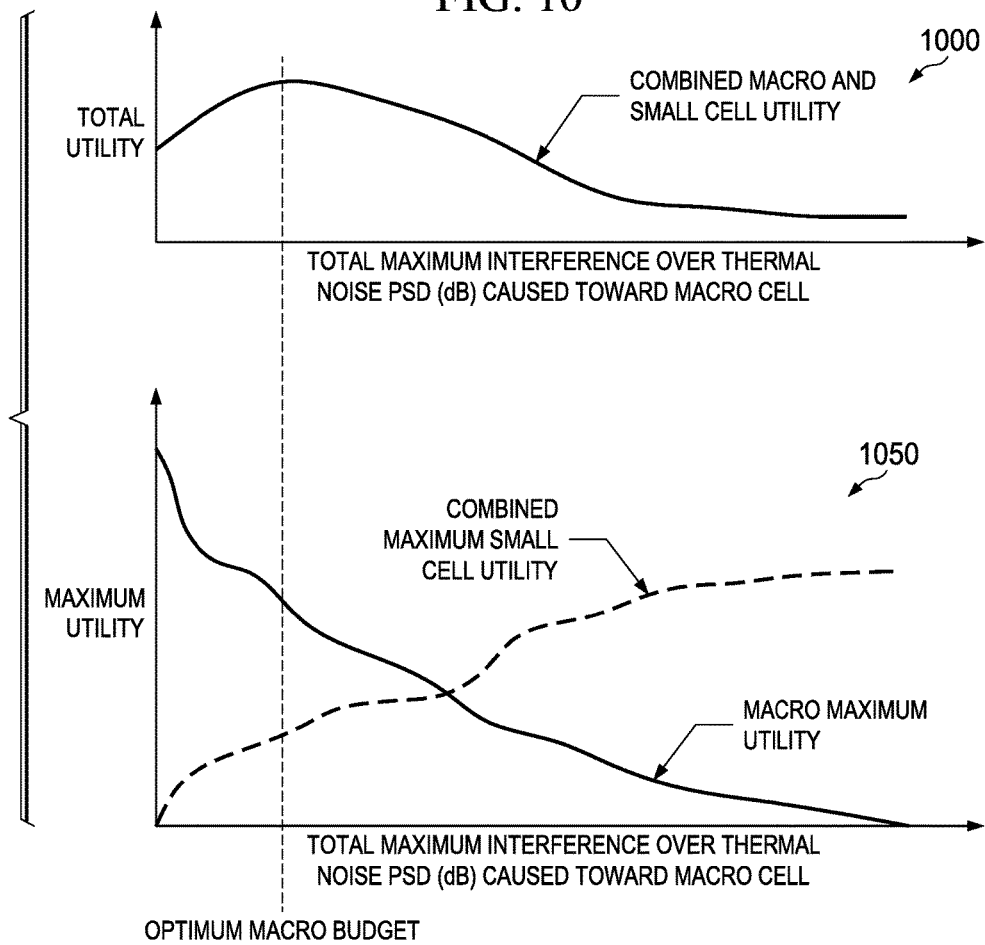 FIG. 10
1000
TOTAL
UTILITY
COMBINED MACRO AND
SMALL CELL UTILITY
TOTAL MAXIMUM INTERFERENCE OVER THERMAL
NOISE PSD (dB) CAUSED TOWARD MACRO CELL
1050
COMBINED
MAXIMUM SMALL
CELL UTILITY
MAXIMUM
UTILITY
MACRO MAXIMUM
UTILITY
TOTAL MAXIMUM INTERFERENCE OVER THERMAL
NOISE PSD (dB) CAUSED TOWARD MACRO CELL
OPTIMUM MACRO BUDGET